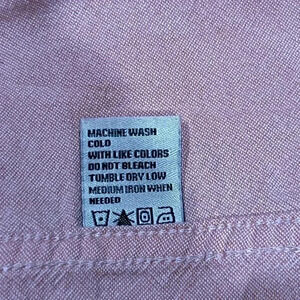 MACHINE WASH
COLD
WITH LIKE COLORS
DO NOT BLEACH
TUMBLE DRY LOW
MEDIUM IRON WHEN
NEEDED